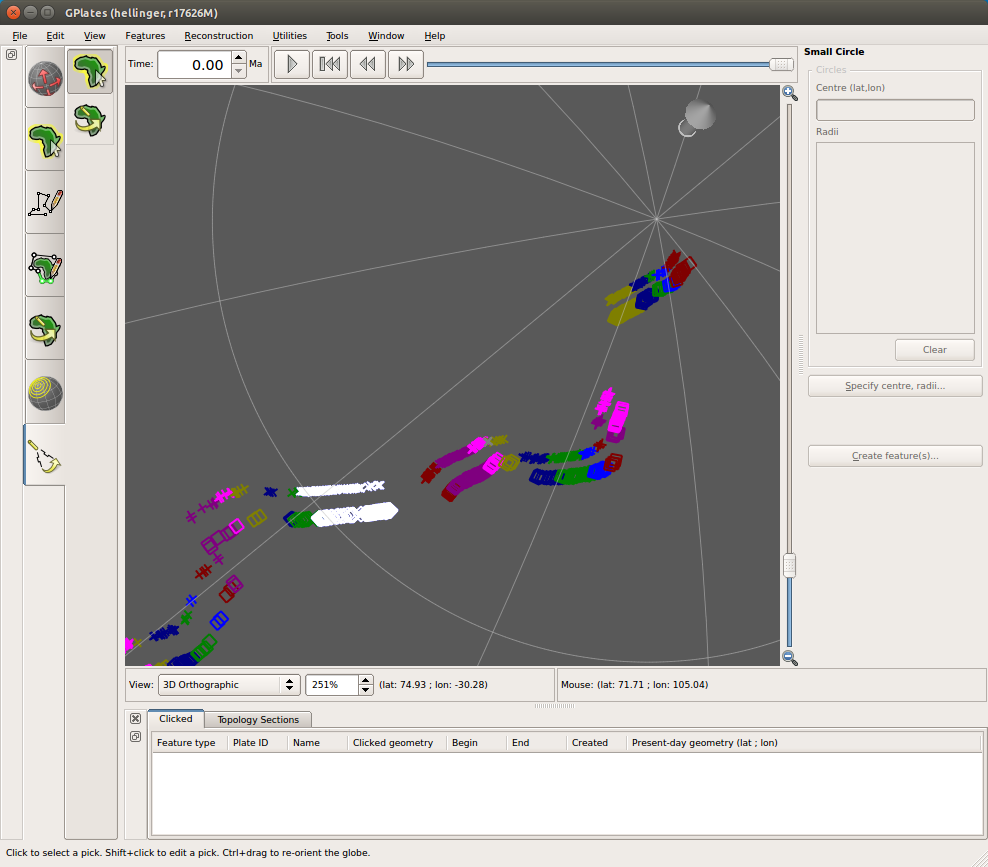 GPlates (hellinger, r17626M)
File Edit View Features Reconstruction Utilities Tools Window Help
Time: 0.00 Ma
Small Circle
Circles
Centre (lat,lon)
Radii
Clear
Specify centre, radii...
Create feature(s)...
View: 3D Orthographic 251% (lat: 74.93 ; lon: -30.28) Mouse: (lat: 71.71 ; lon: 105.04)
Clicked Topology Sections
Feature type Plate ID Name Clicked geometry Begin End Created Present-day geometry (lat ; lon)
Click to select a pick. Shift+click to edit a pick. Ctrl+drag to re-orient the globe.